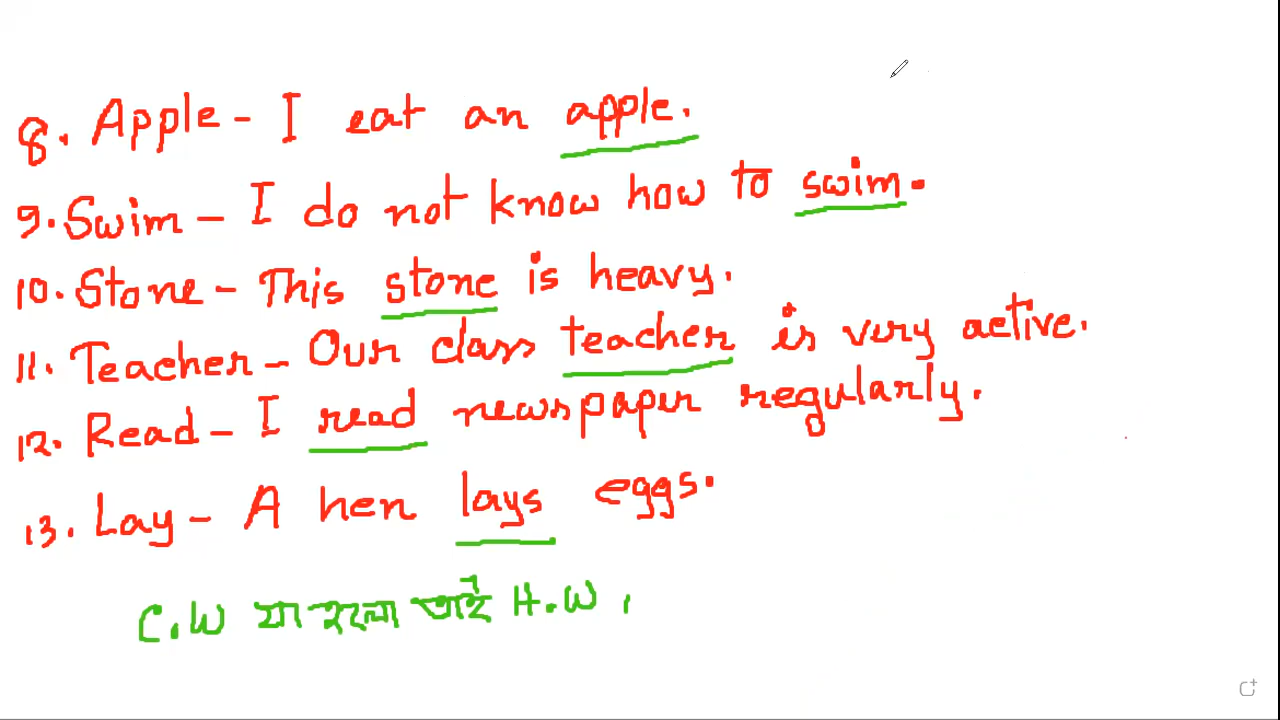 8. Apple - I eat an apple.
9. Swim - I do not know how to swim.
10. Stone - This stone is heavy.
11. Teacher - Our class teacher is very active.
12. Read - I read newspaper regularly.
13. Lay - A hen lays eggs.
C.W যা হলো তাই H.W ,